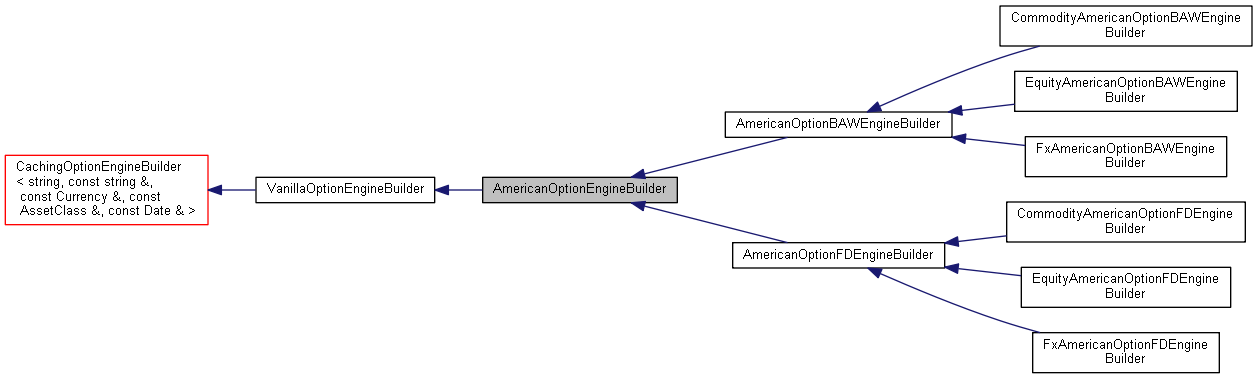 CachingOptionEngineBuilder
< string, const string &,
const Currency &, const
AssetClass &, const Date & >
VanillaOptionEngineBuilder
AmericanOptionEngineBuilder
AmericanOptionBAWEngineBuilder
CommodityAmericanOptionBAWEngine
Builder
EquityAmericanOptionBAWEngine
Builder
FxAmericanOptionBAWEngine
Builder
AmericanOptionFDEngineBuilder
CommodityAmericanOptionFDEngine
Builder
EquityAmericanOptionFDEngine
Builder
FxAmericanOptionFDEngine
Builder